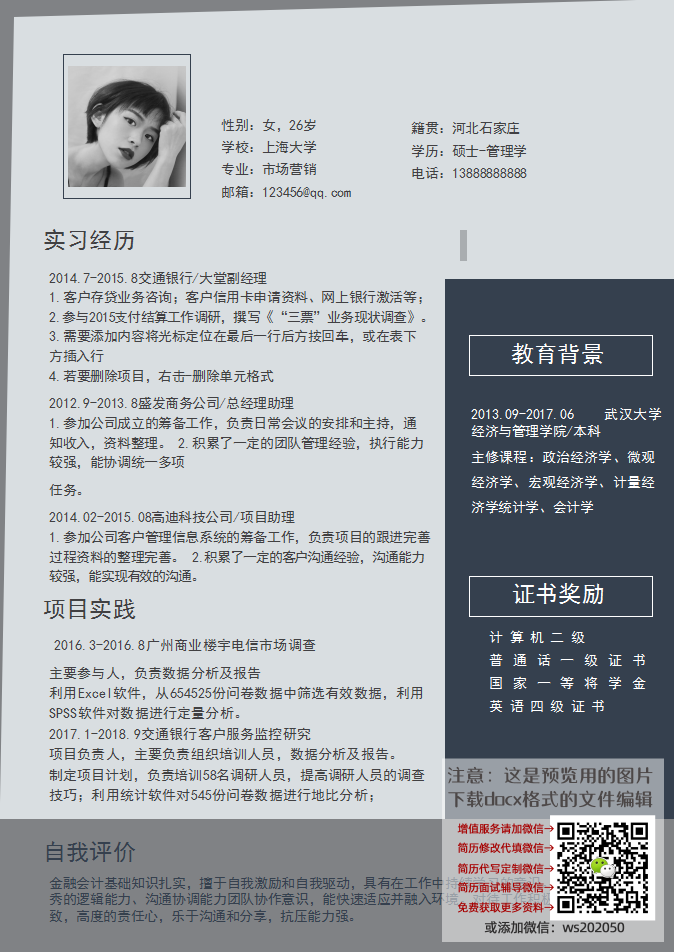 性别：女，26岁
学校：上海大学
专业：市场营销
邮箱：123456@qq.com
籍贯：河北石家庄
学历：硕士-管理学
电话：13888888888
实习经历
2014.7-2015.8交通银行/大堂副经理
1.客户存贷业务咨询；客户信用卡申请资料、网上银行激活等；
2.参与2015支付结算工作调研，撰写《“三票”业务现状调查》。
3.需要添加内容将光标定位在最后一行后方按回车，或在表下
方插入行
4.若要删除项目，右击-删除单元格式
2012.9-2013.8盛发商务公司/总经理助理
1.参加公司成立的筹备工作，负责日常会议的安排和主持，通
知收入，资料整理。 2.积累了一定的团队管理经验，执行能力
较强，能协调统一多项
任务。
2014.02-2015.08高迪科技公司/项目助理
1.参加公司客户管理信息系统的筹备工作，负责项目的跟进完善
过程资料的整理完善。 2.积累了一定的客户沟通经验，沟通能力
较强，能实现有效的沟通。
项目实践
2016.3-2016.8广州商业楼宇电信市场调查
主要参与人，负责数据分析及报告
利用Excel软件，从654525份问卷数据中筛选有效数据，利用
SPSS软件对数据进行定量分析。
2017.1-2018.9交通银行客户服务监控研究
项目负责人，主要负责组织培训人员，数据分析及报告。
制定项目计划，负责培训58名调研人员，提高调研人员的调查
技巧；利用统计软件对545份问卷数据进行地比分析；
教育背景
2013.09-2017.06 武汉大学
经济与管理学院/本科
主修课程：政治经济学、微观
经济学、宏观经济学、计量经
济学统计学、会计学
证书奖励
计算机二级
普通话一级证书
国家一等将学金
英语四级证书
自我评价
金融会计基础知识扎实，擅于自我激励和自我驱动，具有在工作中
秀的逻辑能力、沟通协调能力团队协作意识，能快速适应并融入环境
致，高度的责任心，乐于沟通和分享，抗压能力强。
注意：这是预览用的图片
下载docx格式的文件编辑
增值服务请加微信→
简历修改代填微信→
简历代写定制微信→
简历面试辅导微信→
免费获取更多资料→
或添加微信：ws202050